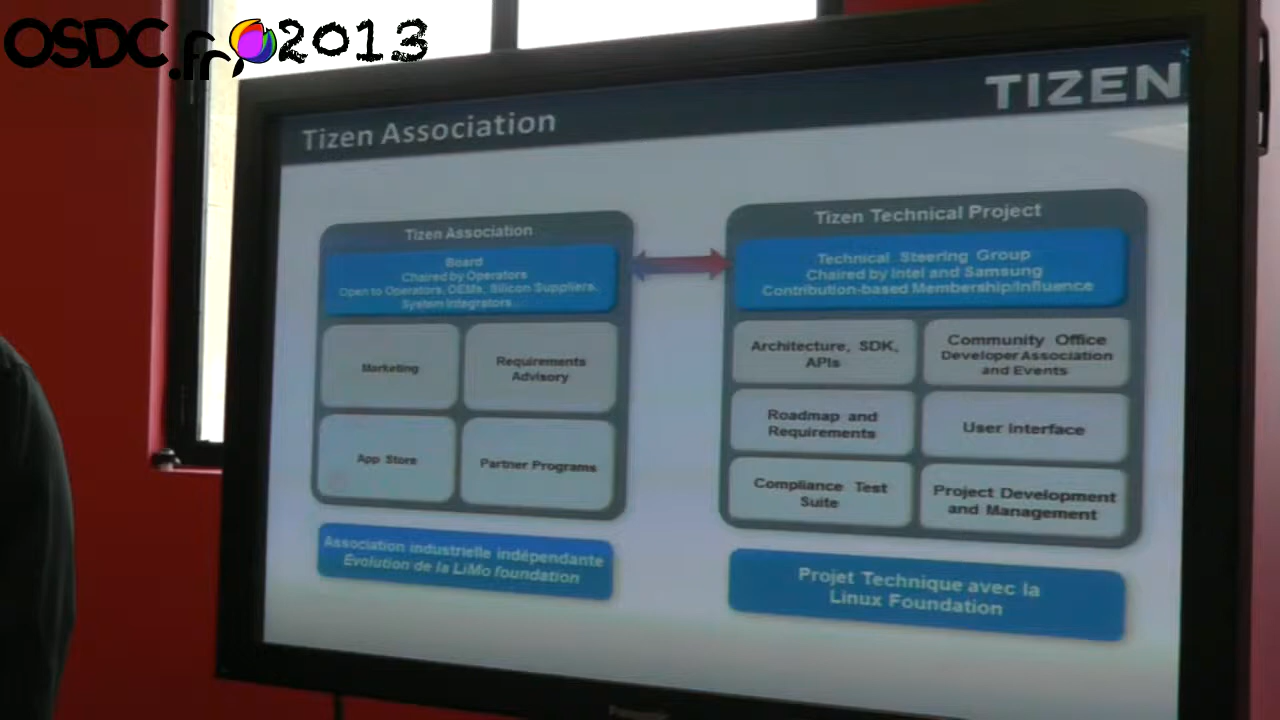 OSDC.fr 2013
TIZEN
Tizen Association
Tizen Association
Board
Chaired by Operators
Open to Operators, OEMs, Silicon Suppliers,
System Integrators...
Marketing
Requirements
Advisory
App Store
Partner Programs
Association industrielle indépendante
Évolution de la LiMo foundation
Tizen Technical Project
Technical Steering Group
Chaired by Intel and Samsung
Contribution-based Membership/Influence
Architecture, SDK,
APIs
Community Office
Developer Association
and Events
Roadmap and
Requirements
User Interface
Compliance Test
Suite
Project Development
and Management
Projet Technique avec la
Linux Foundation